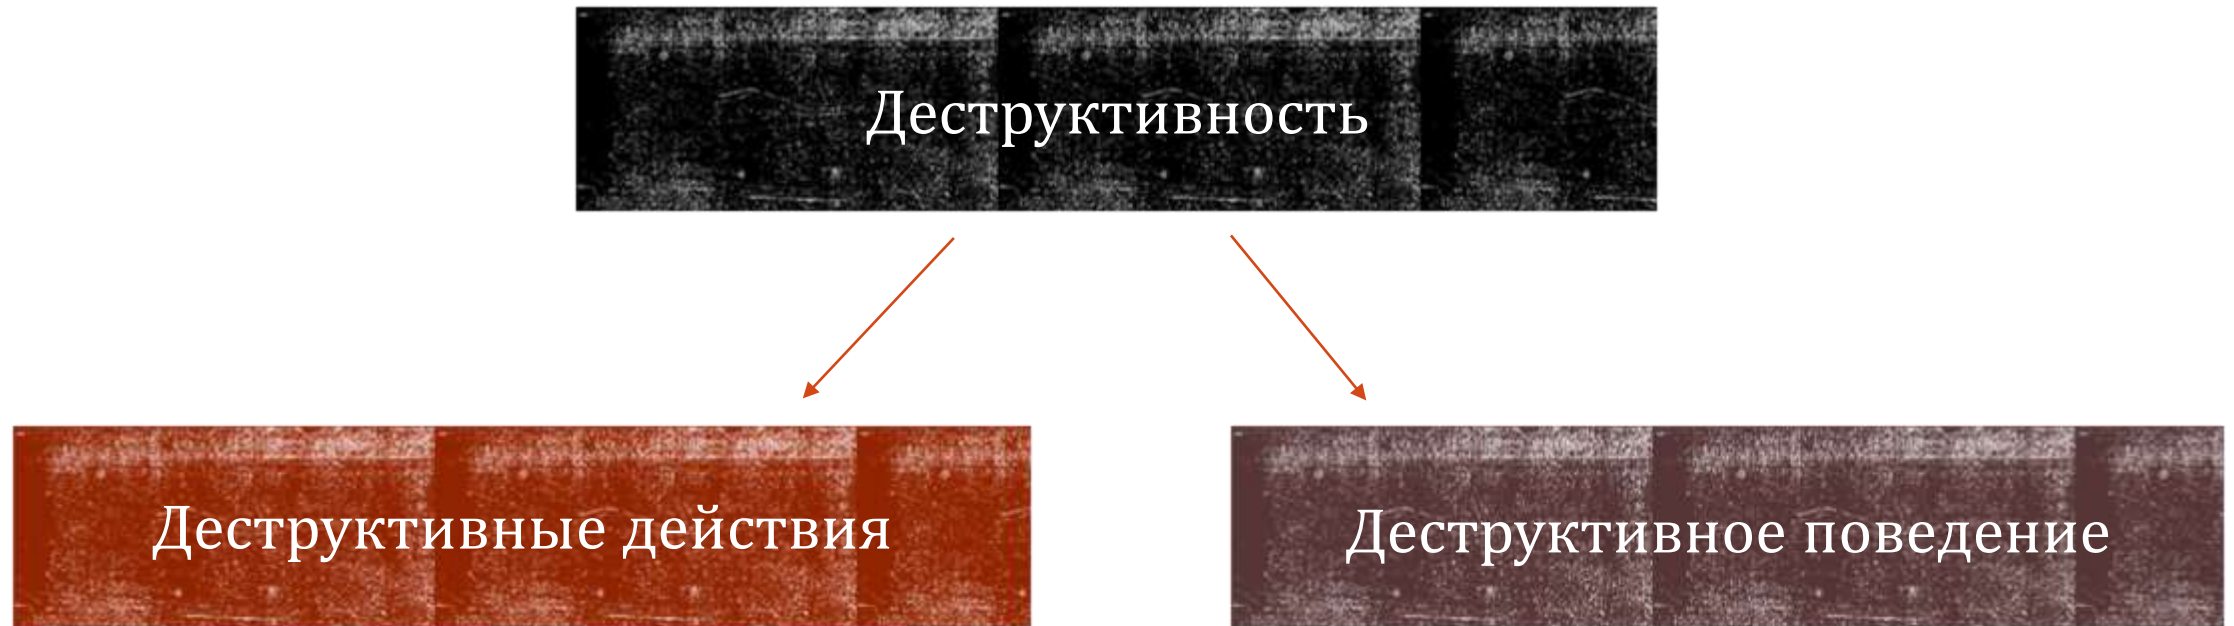 Деструктивность
Деструктивные действия
Деструктивное поведение